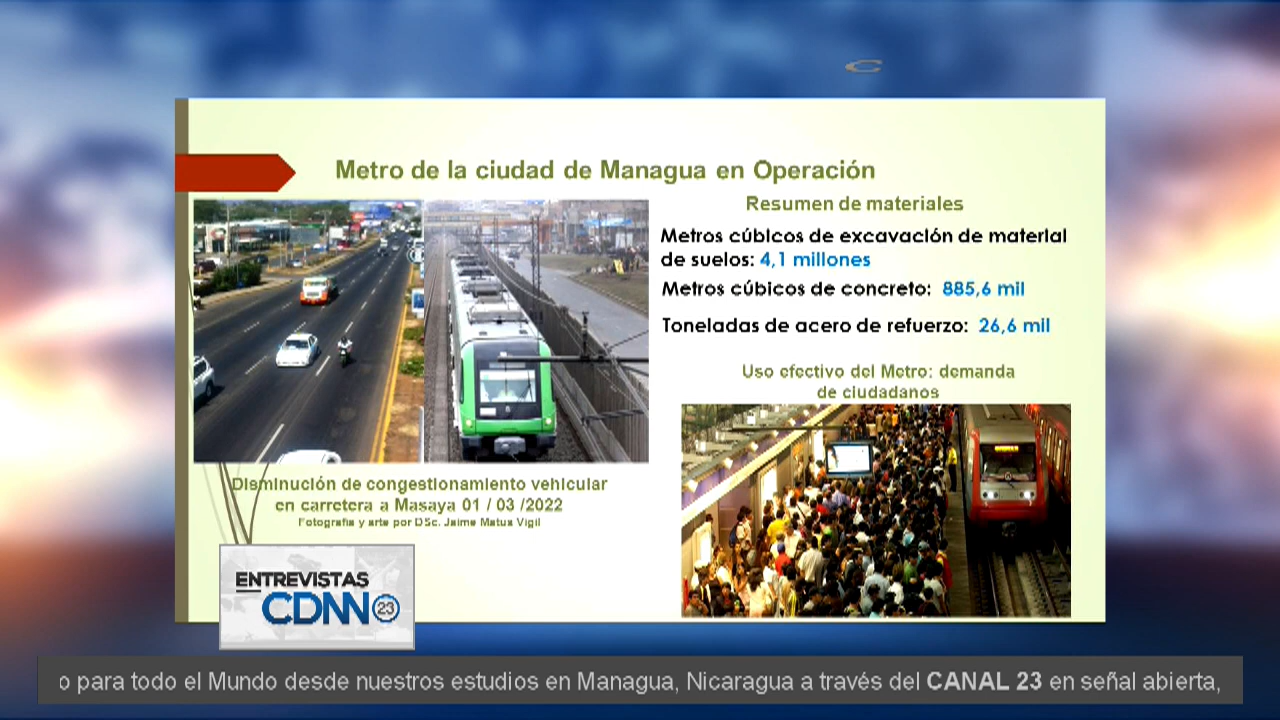 Metro de la ciudad de Managua en Operación
Resumen de materiales
Metros cúbicos de excavación de material
de suelos: 4,1 millones
Metros cúbicos de concreto: 885,6 mil
Toneladas de acero de refuerzo: 26,6 mil
Uso efectivo del Metro: demanda
de ciudadanos
Disminución de congestionamiento vehicular
en carretera a Masaya 01 / 03 /2022
Fotografía y arte por DSc. Jaime Matus Vigil
ENTREVISTAS
CDNN 23
o para todo el Mundo desde nuestros estudios en Managua, Nicaragua a través del CANAL 23 en señal abierta,